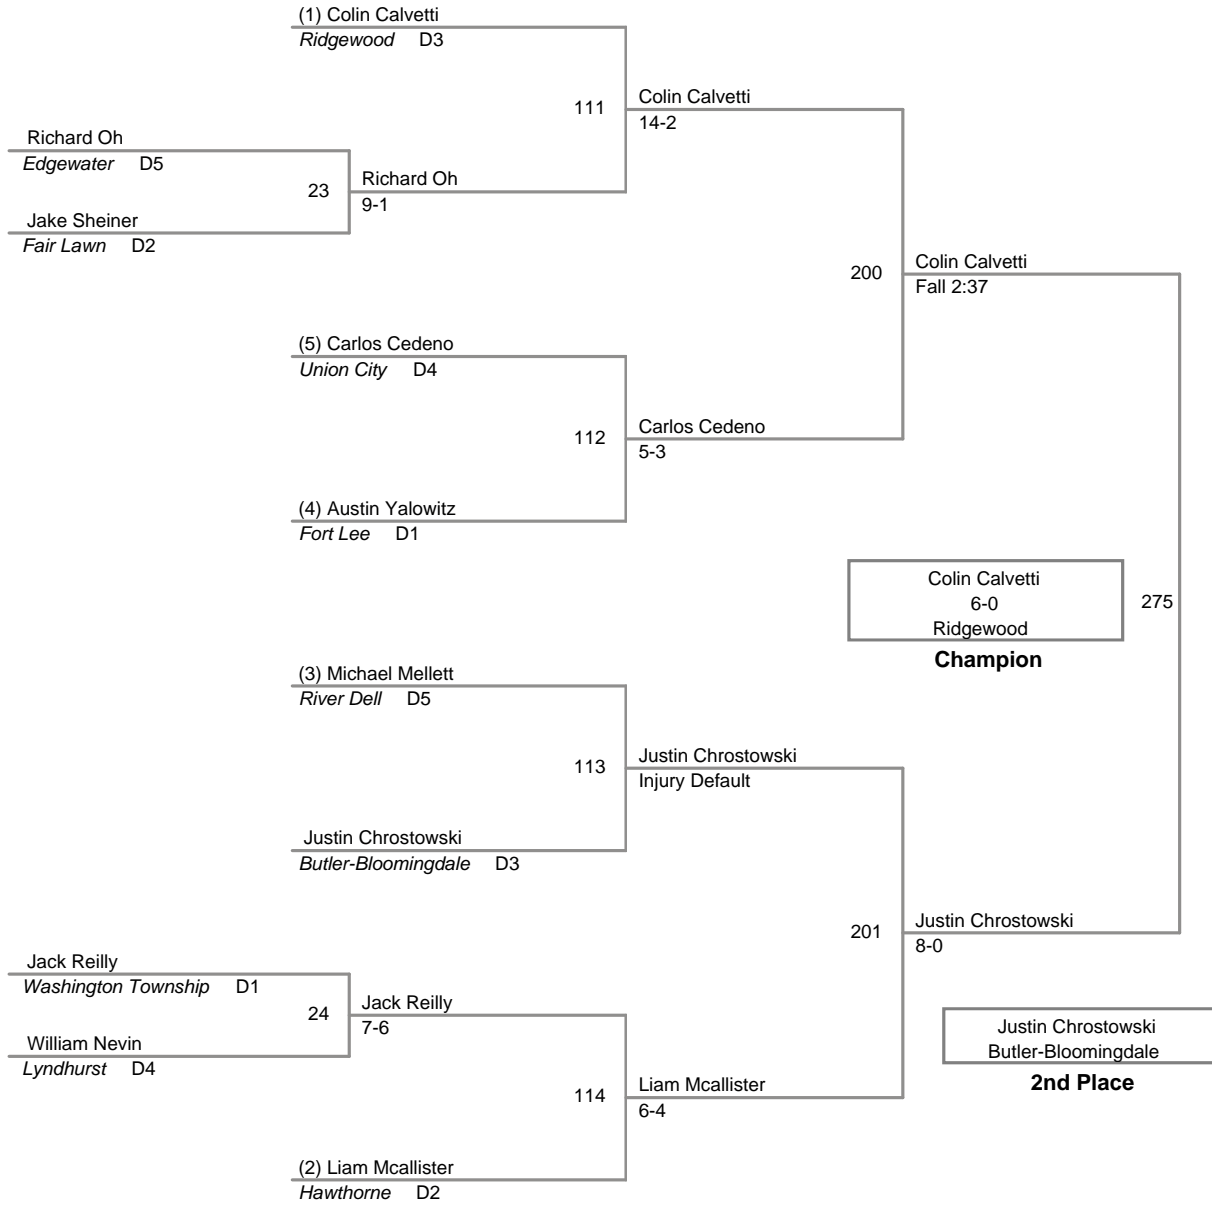 (1) Colin Calvetti
Ridgewood D3
111
Colin Calvetti
14-2
Richard Oh
Edgewater D5
23
Richard Oh
9-1
Jake Sheiner
Fair Lawn D2
200
Colin Calvetti
Fall 2:37
(5) Carlos Cedeno
Union City D4
112
Carlos Cedeno
5-3
(4) Austin Yalowitz
Fort Lee D1
Colin Calvetti
6-0
Ridgewood
Champion
275
(3) Michael Mellett
River Dell D5
113
Justin Chrostowski
Injury Default
Justin Chrostowski
Butler-Bloomingdale D3
201
Justin Chrostowski
8-0
Jack Reilly
Washington Township D1
24
Jack Reilly
7-6
William Nevin
Lyndhurst D4
Justin Chrostowski
Butler-Bloomingdale
2nd Place
114
Liam Mcallister
6-4
(2) Liam Mcallister
Hawthorne D2